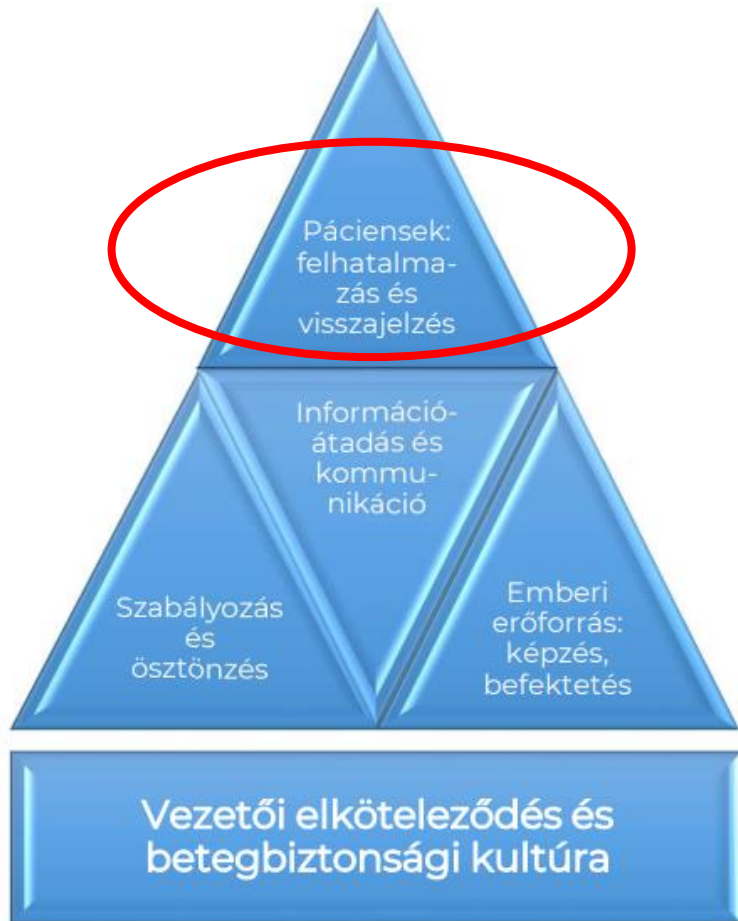 Páciensek:
felhatalma-
zás és
visszajelzés
Információ-
átadás és
kommu-
nikáció
Szabályozás
és
ösztönzés
Emberi
erőforrás:
képzés,
befektetés
Vezetői elköteleződés és
betegbiztonsági kultúra